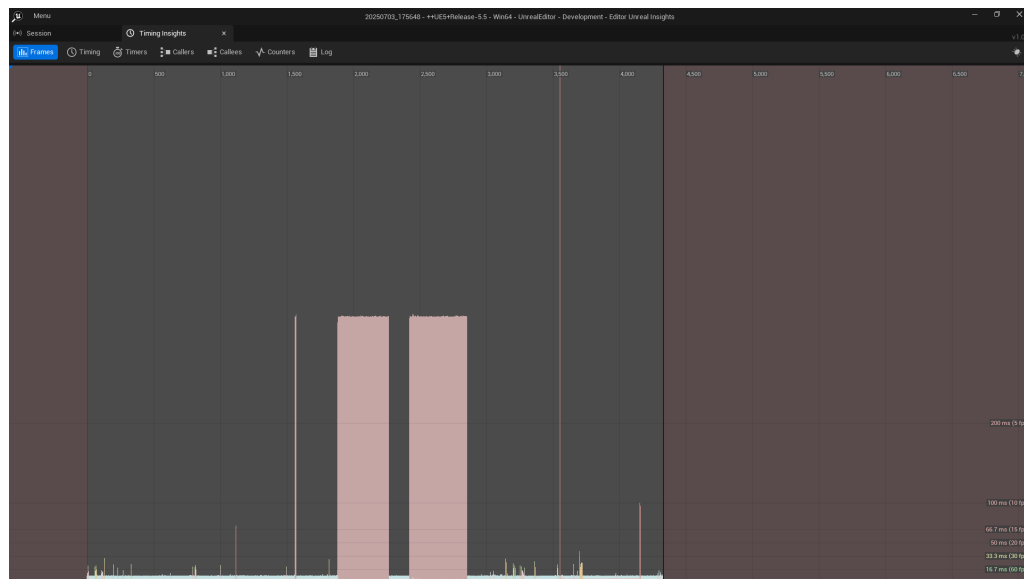 Menu
20250703_175648 - ++UE5+Release-5.5 - Win64 - UnrealEditor - Development - Editor Unreal Insights
Session
Timing Insights
v1.0
Frames Timing Timers Callers Callees Counters Log
0 500 1,000 1,500 2,000 2,500 3,000 3,500 4,000 4,500 5,000 5,500 6,000 6,500 7,
200 ms (5 fp
100 ms (10 fp
66.7 ms (15 fp
50 ms (20 fp
33.3 ms (30 fp
16.7 ms (60 fp